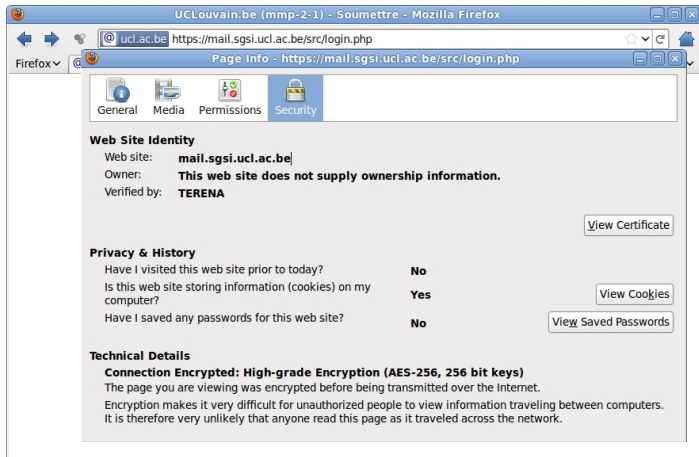 UCLouvain.be (mmp-2-1) - Soumettre - Mozilla Firefox
@ ucl.ac.be https://mail.sgsi.ucl.ac.be/src/login.php
Firefox
Page Info - https://mail.sgsi.ucl.ac.be/src/login.php
General Media Permissions Security
Web Site Identity
Web site: mail.sgsi.ucl.ac.be
Owner: This web site does not supply ownership information.
Verified by: TERENA
View Certificate
Privacy & History
Have I visited this web site prior to today? No
Is this web site storing information (cookies) on my
computer? Yes View Cookies
Have I saved any passwords for this web site? No View Saved Passwords
Technical Details
Connection Encrypted: High-grade Encryption (AES-256, 256 bit keys)
The page you are viewing was encrypted before being transmitted over the Internet.
Encryption makes it very difficult for unauthorized people to view information traveling between computers.
It is therefore very unlikely that anyone read this page as it traveled across the network.